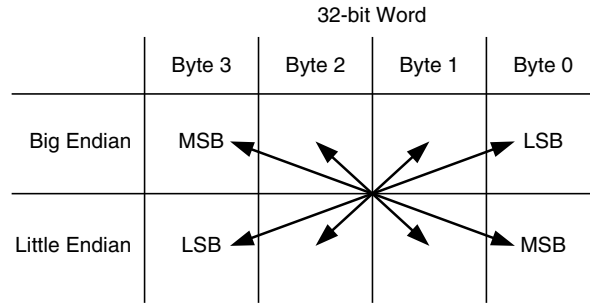 32-bit Word
Byte 3 Byte 2 Byte 1 Byte 0
Big Endian MSB LSB
Little Endian LSB MSB